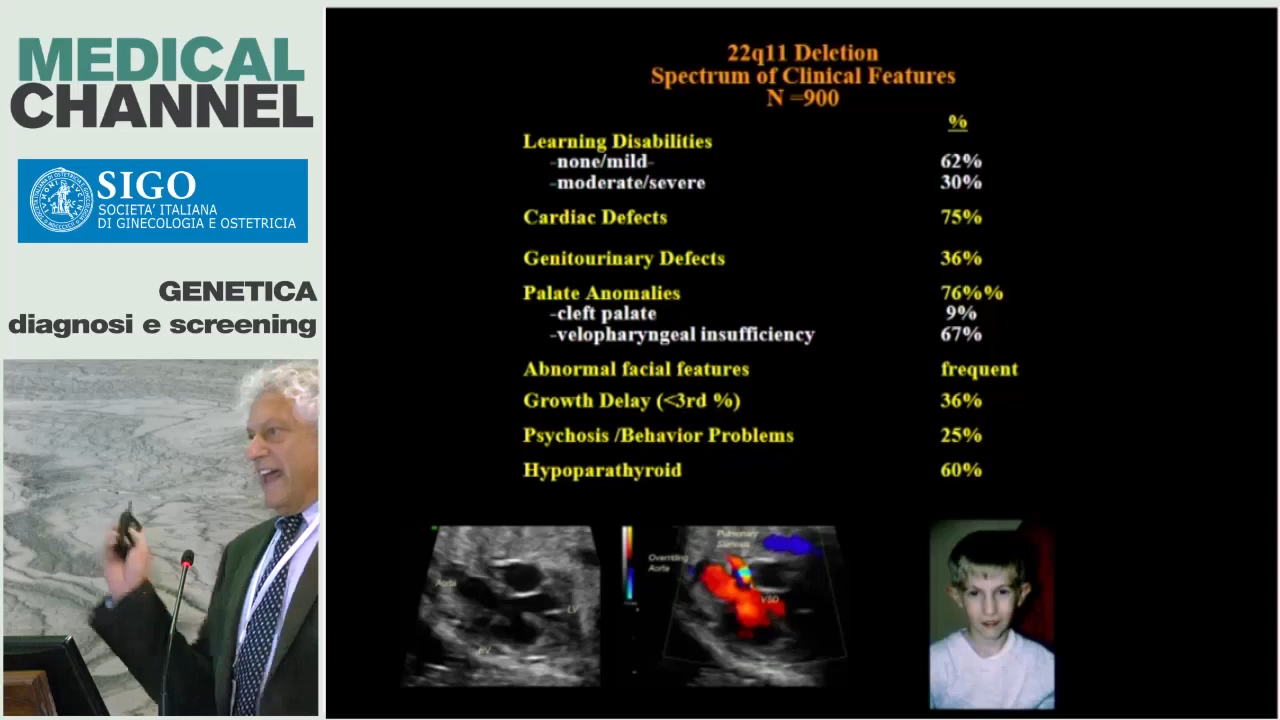 MEDICAL
CHANNEL
SIGO
SOCIETA' ITALIANA
DI GINECOLOGIA E OSTETRICIA
GENETICA
diagnosi e screening
22q11 Deletion
Spectrum of Clinical Features
N =900
%
Learning Disabilities
-none/mild- 62%
-moderate/severe 30%
Cardiac Defects 75%
Genitourinary Defects 36%
Palate Anomalies 76%%
-cleft palate 9%
-velopharyngeal insufficiency 67%
Abnormal facial features frequent
Growth Delay (<3rd %) 36%
Psychosis /Behavior Problems 25%
Hypoparathyroid 60%
Pulmonary
Stenosis
Overriding
Aorta
VSD
Aorta
LV